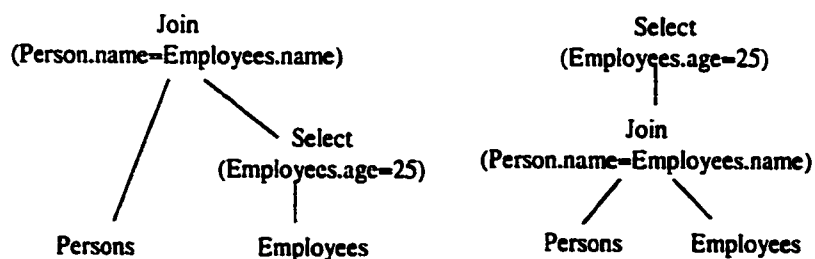 Join
(Person.name=Employees.name)
Select
(Employees.age=25)
Persons
Employees
Select
(Employees.age=25)
Join
(Person.name=Employees.name)
Persons
Employees